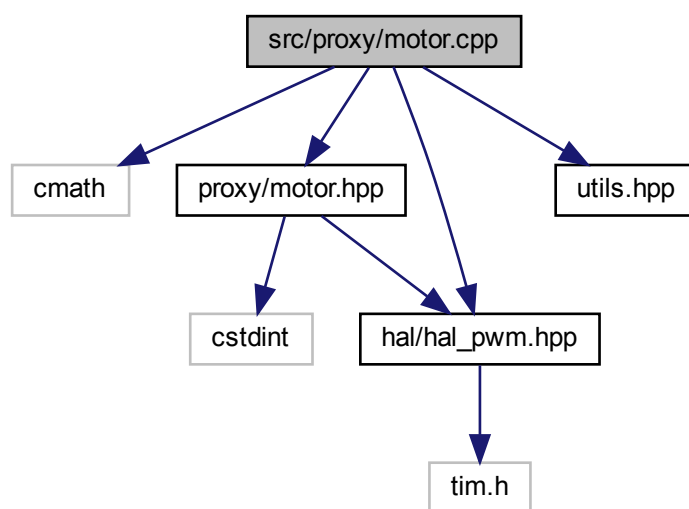 src/proxy/motor.cpp
cmath
proxy/motor.hpp
utils.hpp
cstdint
hal/hal_pwm.hpp
tim.h